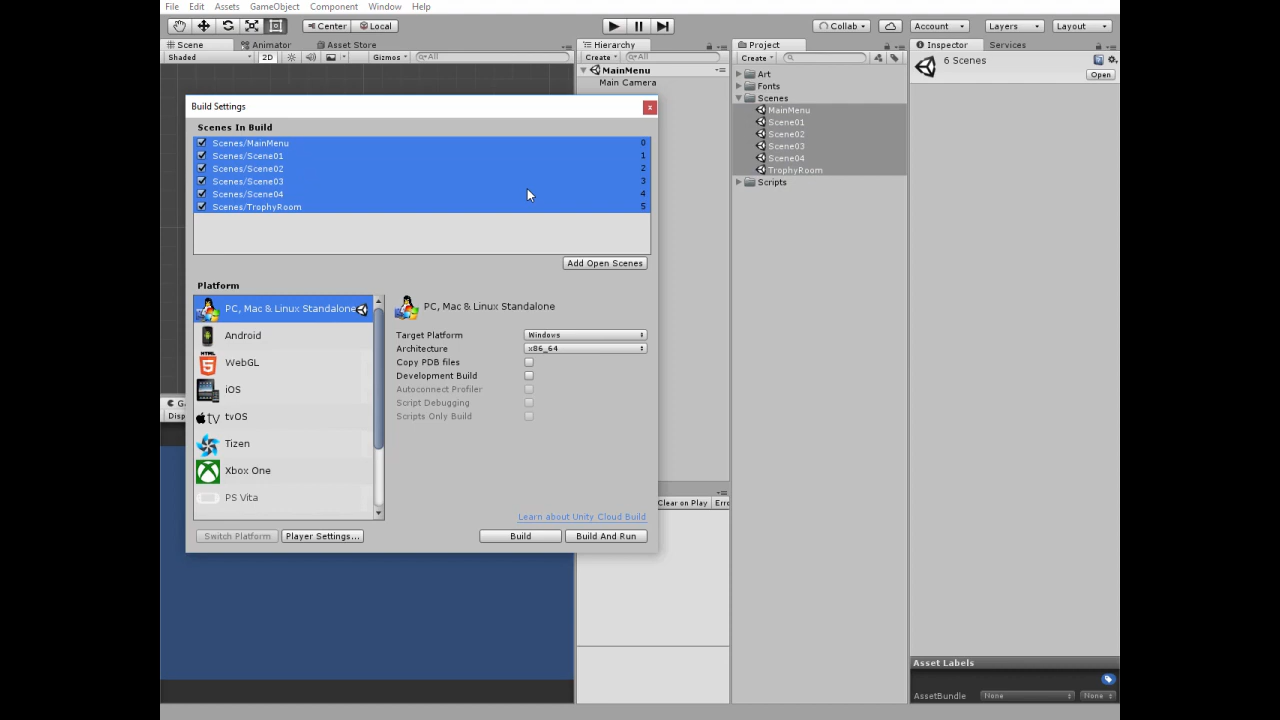 File Edit Assets GameObject Component Window Help
Center Local Collab Account Layers Layout
Scene Animator Asset Store Hierarchy Project Inspector Services
Shaded 2D Gizmos All Create All Create 6 Scenes
Open
MainMenu
Main Camera
Art
Fonts
Scenes
MainMenu
Scene01
Scene02
Scene03
Scene04
TrophyRoom
Scripts
Build Settings
Scenes In Build
Scenes/MainMenu 0
Scenes/Scene01 1
Scenes/Scene02 2
Scenes/Scene03 3
Scenes/Scene04 4
Scenes/TrophyRoom 5
Add Open Scenes
Platform
PC, Mac & Linux Standalone
Android
HTML
WebGL
iOS
tv tvOS
Tizen
Xbox One
PS Vita
PC, Mac & Linux Standalone
Target Platform Windows
Architecture x86_64
Copy PDB files
Development Build
Autoconnect Profiler
Script Debugging
Scripts Only Build
Learn about Unity Cloud Build
Switch Platform Player Settings... Build Build And Run
Clear on Play
Asset Labels
AssetBundle None None